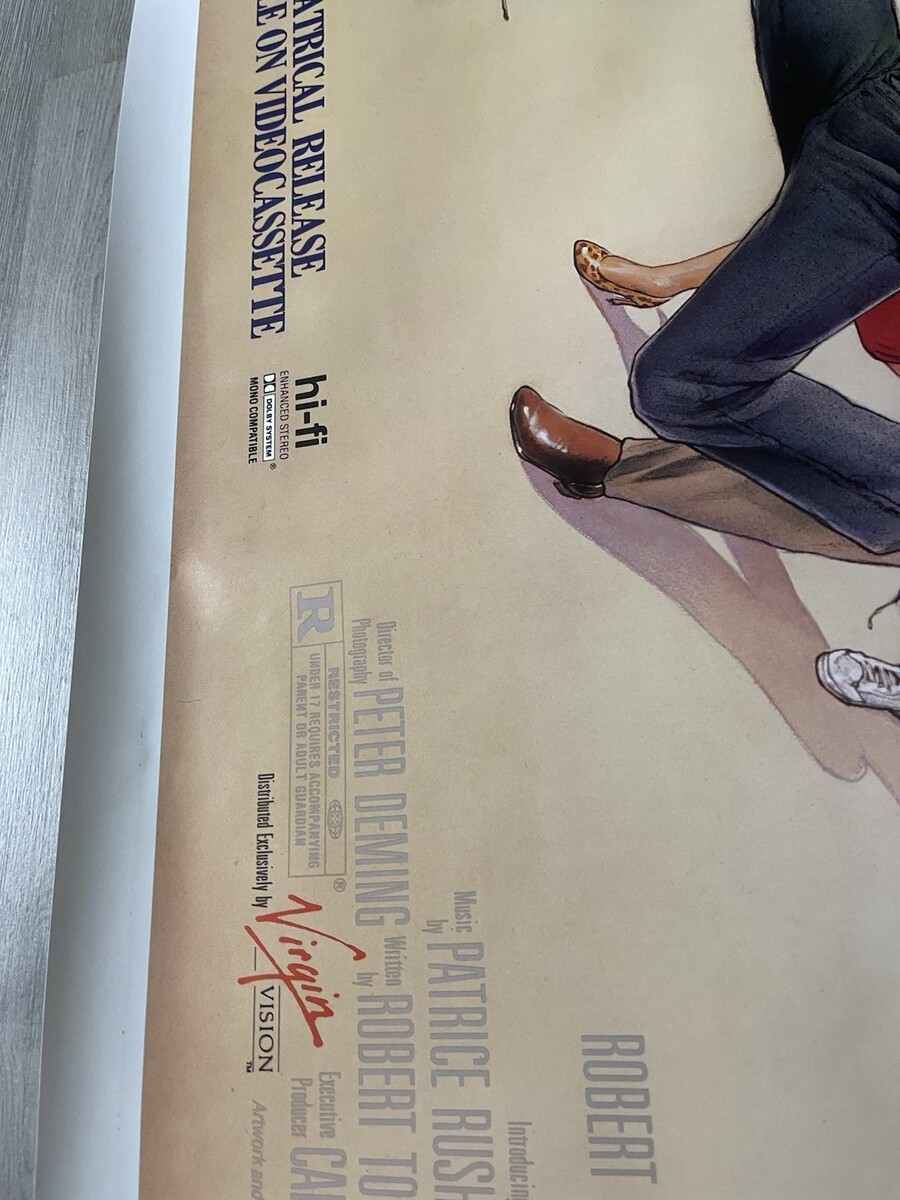 ATRICAL RELEASE
E ON VIDEOCASSETTE
hi-fi
ENHANCED STEREO
DOLBY SYSTEM ®
MONO COMPATIBLE
ROBERT
Introducin
Music by PATRICE RUSH
Director of Photography PETER DEMING Written by ROBERT TO
R
RESTRICTED ®
UNDER 17 REQUIRES ACCOMPANYING
PARENT OR ADULT GUARDIAN
Executive Producer CA
Distributed Exclusively by Virgin VISION ™
Artwork and